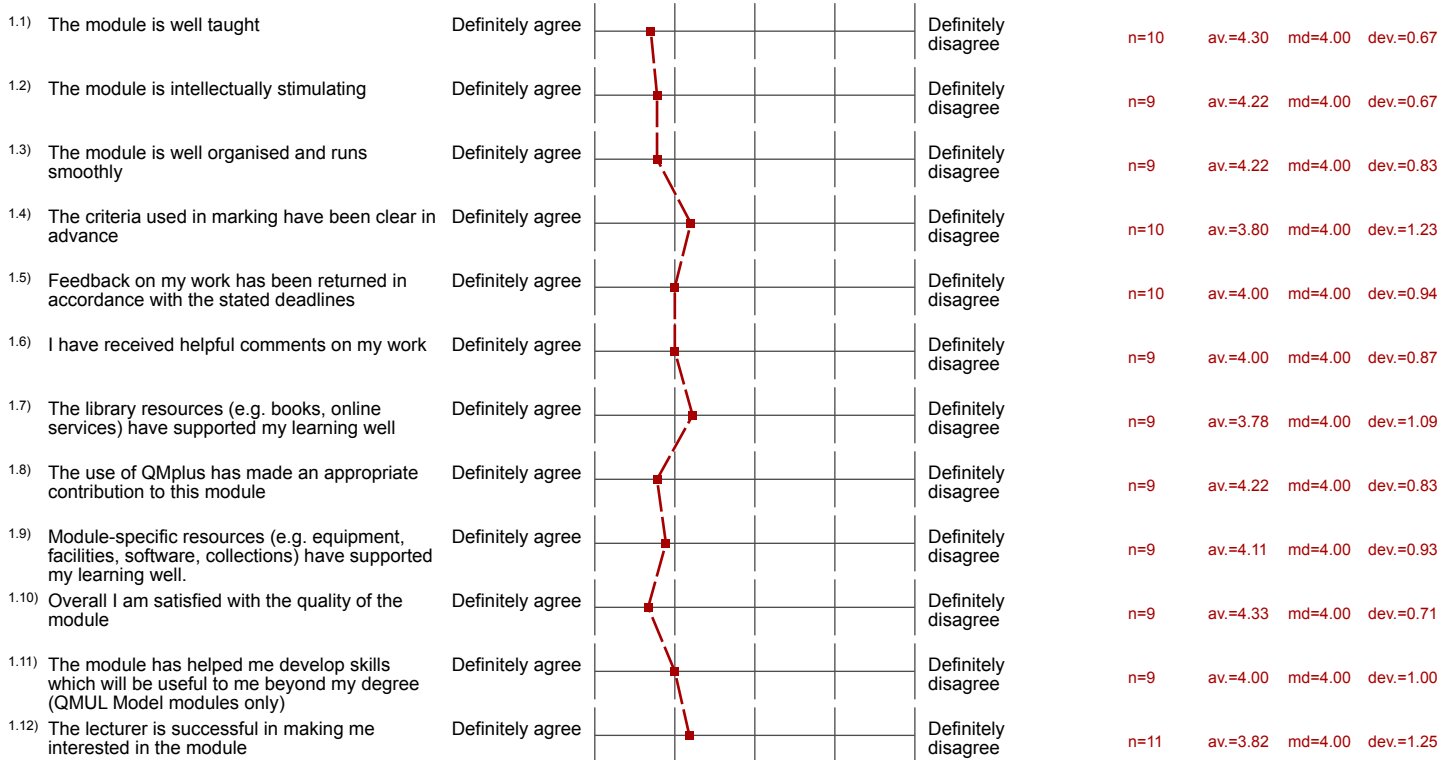 1.1) The module is well taught Definitely agree Definitely disagree n=10 av.=4.30 md=4.00 dev.=0.67
1.2) The module is intellectually stimulating Definitely agree Definitely disagree n=9 av.=4.22 md=4.00 dev.=0.67
1.3) The module is well organised and runs smoothly Definitely agree Definitely disagree n=9 av.=4.22 md=4.00 dev.=0.83
1.4) The criteria used in marking have been clear in advance Definitely agree Definitely disagree n=10 av.=3.80 md=4.00 dev.=1.23
1.5) Feedback on my work has been returned in accordance with the stated deadlines Definitely agree Definitely disagree n=10 av.=4.00 md=4.00 dev.=0.94
1.6) I have received helpful comments on my work Definitely agree Definitely disagree n=9 av.=4.00 md=4.00 dev.=0.87
1.7) The library resources (e.g. books, online services) have supported my learning well Definitely agree Definitely disagree n=9 av.=3.78 md=4.00 dev.=1.09
1.8) The use of QMplus has made an appropriate contribution to this module Definitely agree Definitely disagree n=9 av.=4.22 md=4.00 dev.=0.83
1.9) Module-specific resources (e.g. equipment, facilities, software, collections) have supported my learning well. Definitely agree Definitely disagree n=9 av.=4.11 md=4.00 dev.=0.93
1.10) Overall I am satisfied with the quality of the module Definitely agree Definitely disagree n=9 av.=4.33 md=4.00 dev.=0.71
1.11) The module has helped me develop skills which will be useful to me beyond my degree (QMUL Model modules only) Definitely agree Definitely disagree n=9 av.=4.00 md=4.00 dev.=1.00
1.12) The lecturer is successful in making me interested in the module Definitely agree Definitely disagree n=11 av.=3.82 md=4.00 dev.=1.25